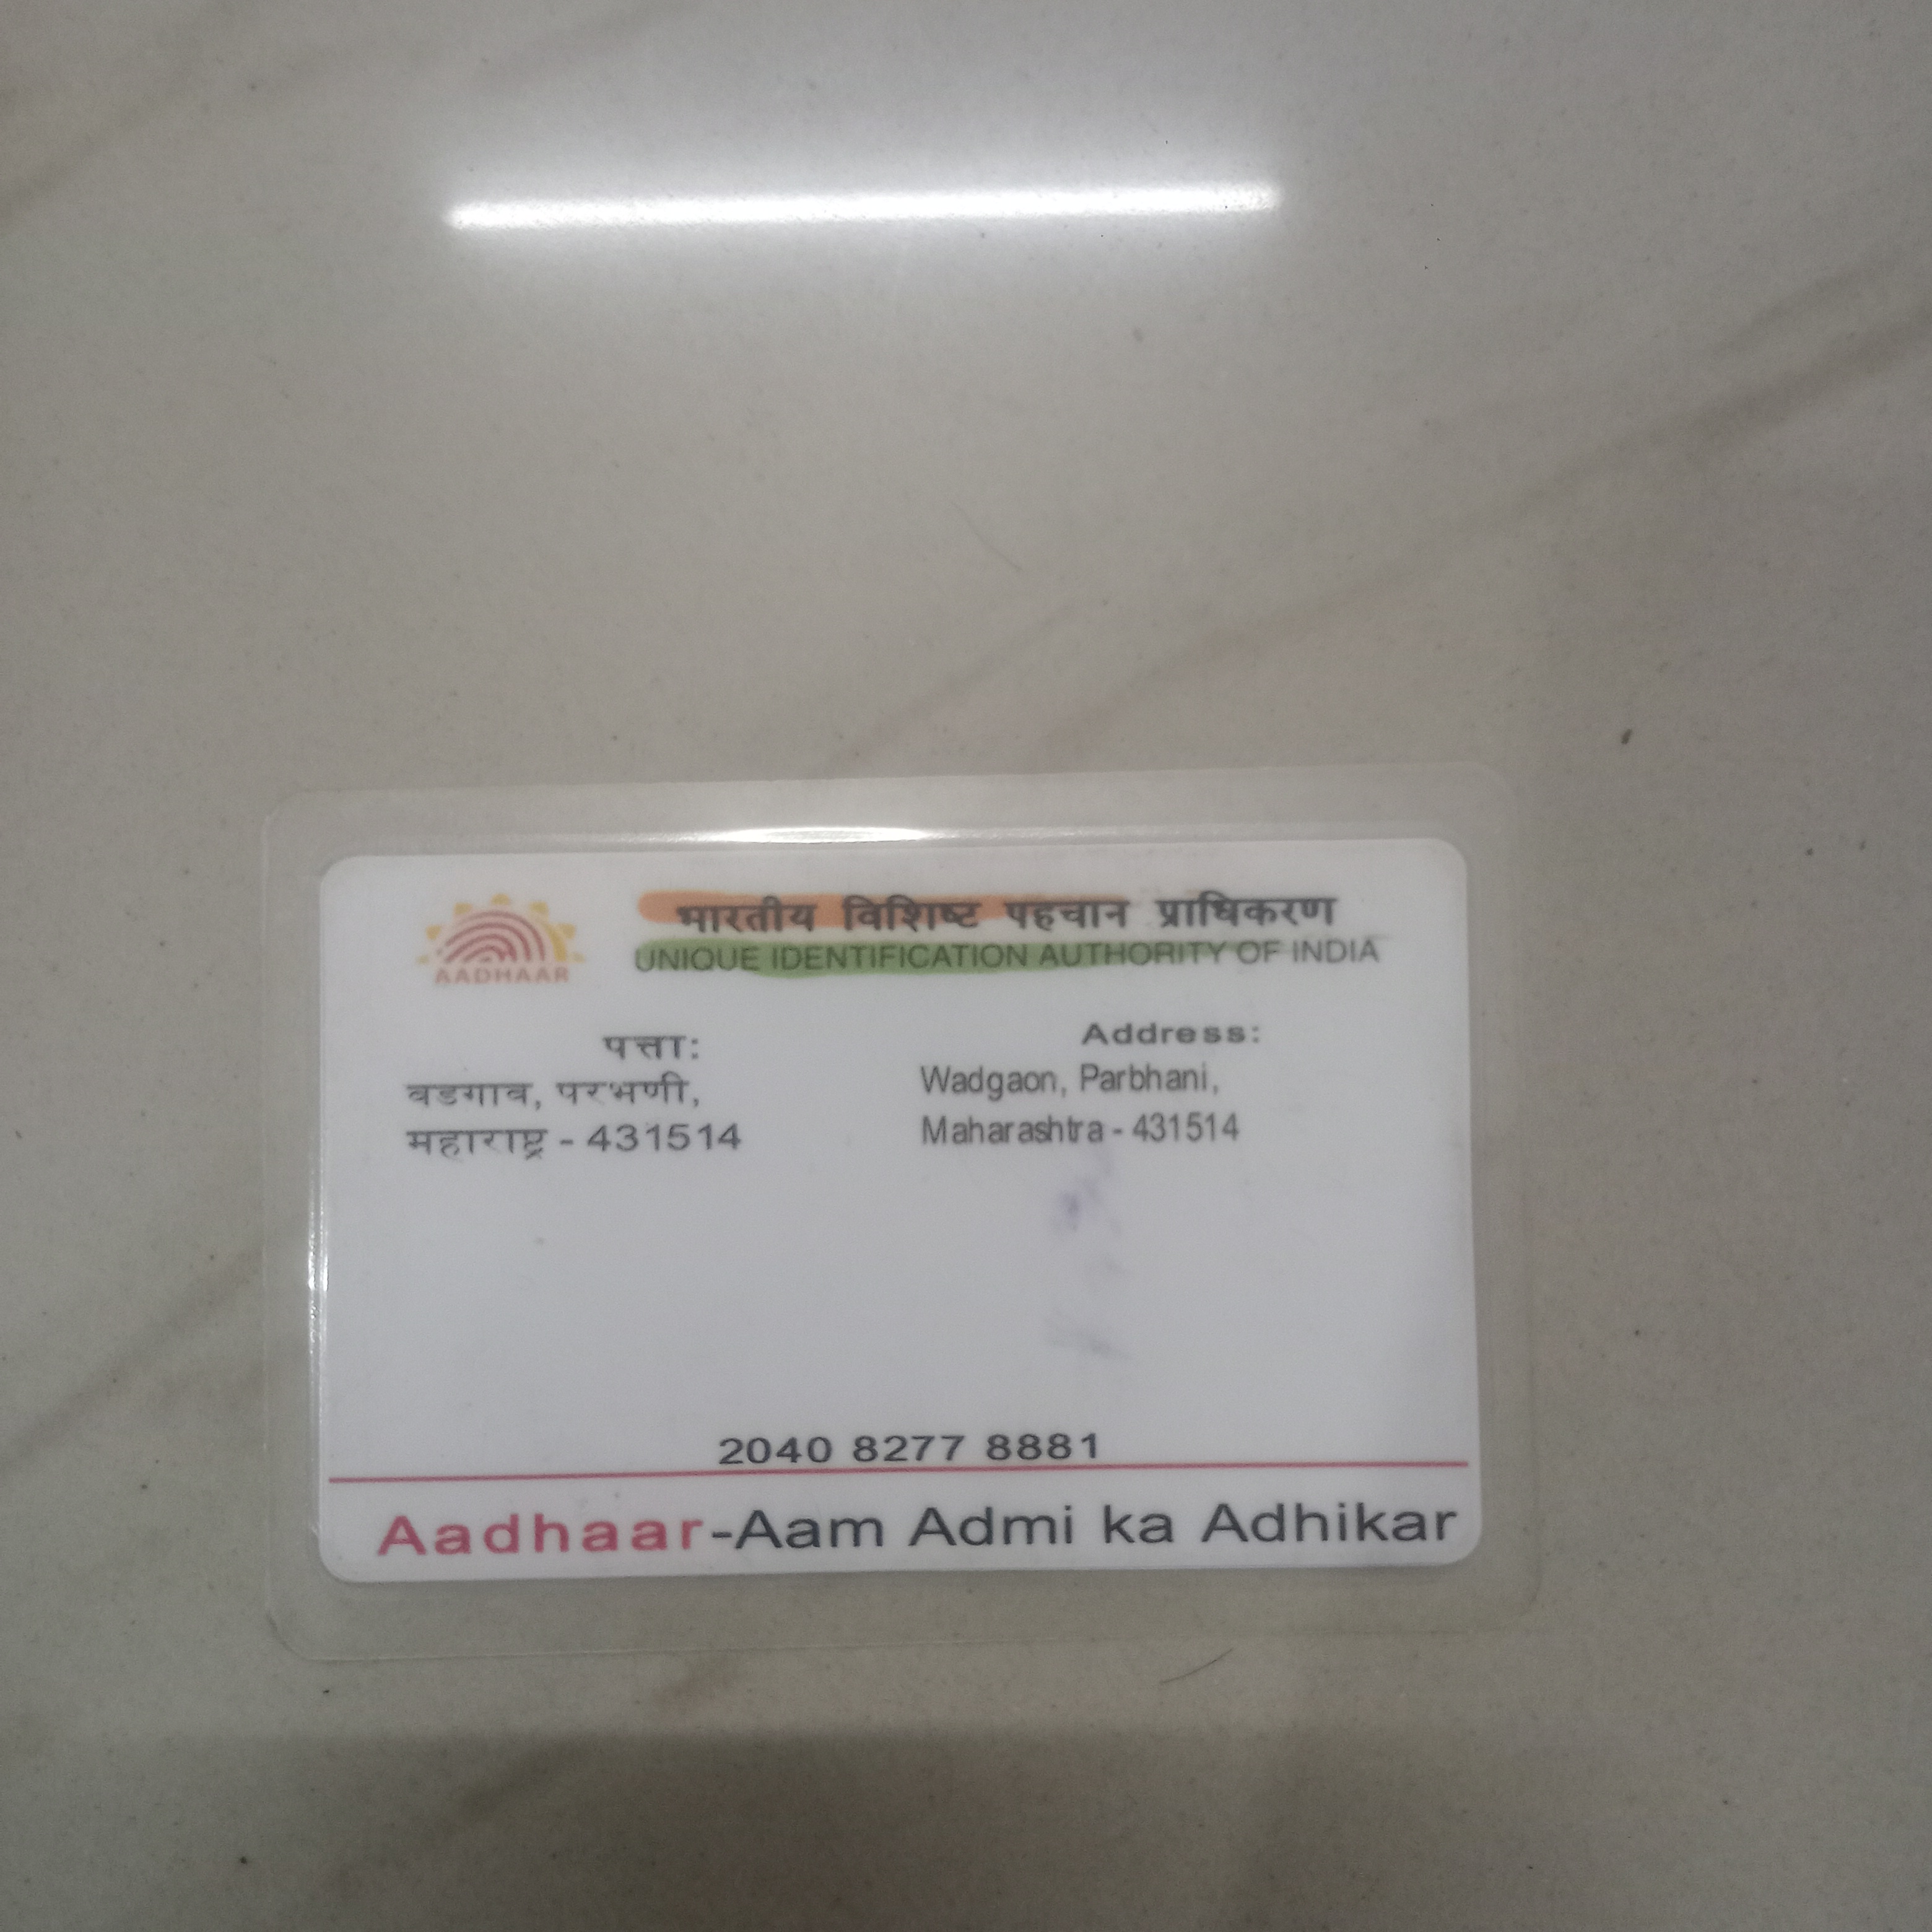 भारतीय विशिष्ट पहचान प्राधिकरण
UNIQUE IDENTIFICATION AUTHORITY OF INDIA
AADHAAR
पत्ता:
वडगाव, परभणी,
महाराष्ट्र - 431514
Address:
Wadgaon, Parbhani,
Maharashtra - 431514
2040 8277 8881
Aadhaar-Aam Admi ka Adhikar